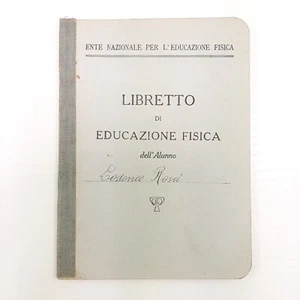 ENTE NAZIONALE PER L'EDUCAZIONE FISICA
LIBRETTO
DI
EDUCAZIONE FISICA
dell'Alunno
Rossi